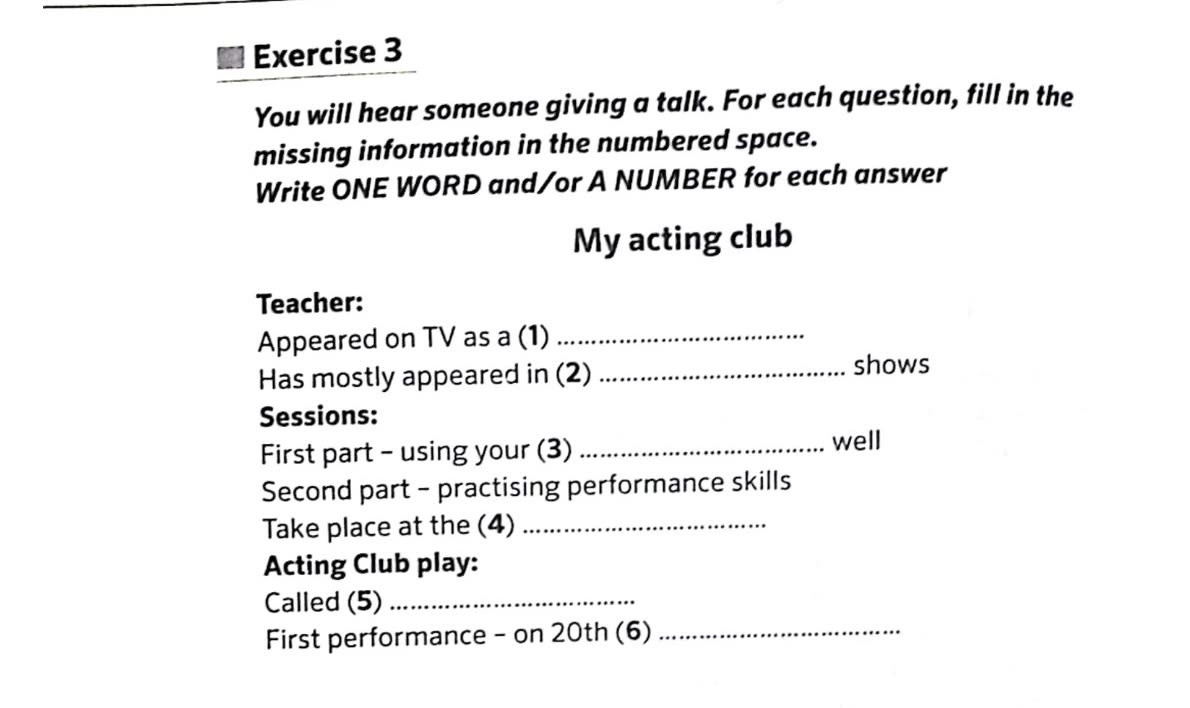 Exercise 3
You will hear someone giving a talk. For each question, fill in the
missing information in the numbered space.
Write ONE WORD and/or A NUMBER for each answer
My acting club
Teacher:
Appeared on TV as a (1) ....................................
Has mostly appeared in (2) .................................... shows
Sessions:
First part – using your (3) .................................... well
Second part – practising performance skills
Take place at the (4) ....................................
Acting Club play:
Called (5) ....................................
First performance – on 20th (6) ....................................